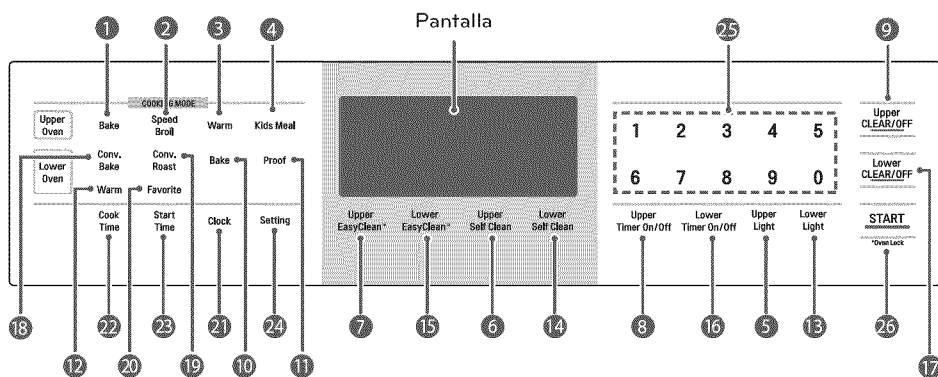 Pantalla
1 2 3 4 25 9
COOKING MODE
Upper Oven Bake Speed Broil Warm Kids Meal
Lower Oven Conv. Bake Conv. Roast Bake Proof
Warm Favorite
Cook Time Start Time Clock Setting
Upper EasyClean* Lower EasyClean* Upper Self Clean Lower Self Clean
1 2 3 4 5
6 7 8 9 0
Upper Timer On/Off Lower Timer On/Off Upper Light Lower Light
Upper CLEAR/OFF
Lower CLEAR/OFF
START
*Oven Lock
18 22 23 21 24 7 15 6 14 8 16 5 13 26
12 20 19 10 11 17